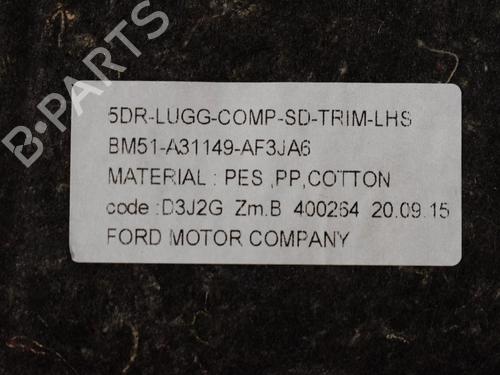 B-PARTS
5DR-LUGG-COMP-SD-TRIM-LHS
BM51-A31149-AF3JA6
MATERIAL : PES ,PP,COTTON
code :D3J2G Zm.B 400264 20.09.15
FORD MOTOR COMPANY